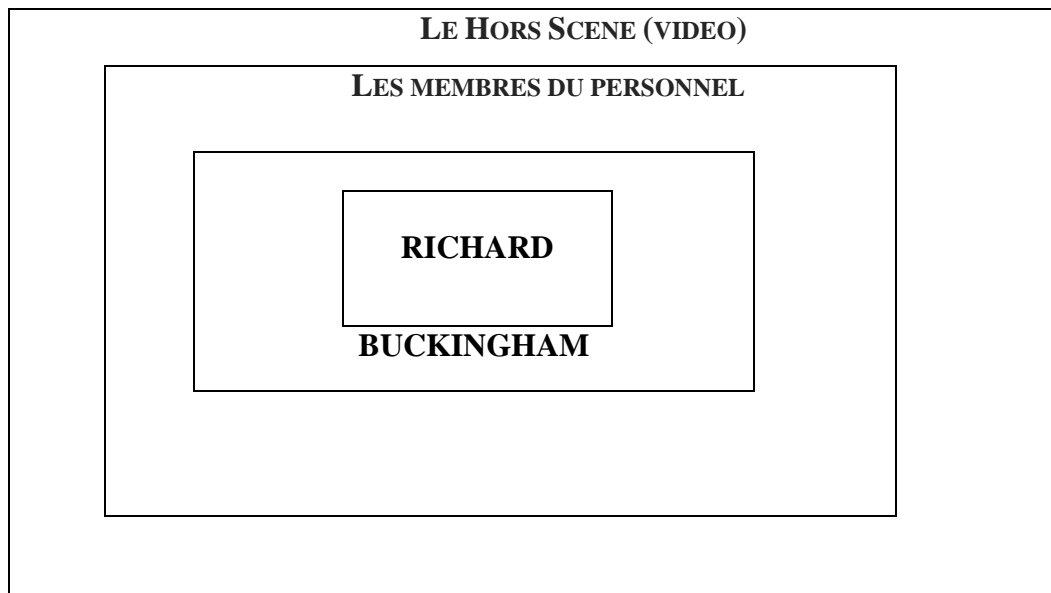 LE HORS SCENE (VIDEO)
LES MEMBRES DU PERSONNEL
RICHARD
BUCKINGHAM